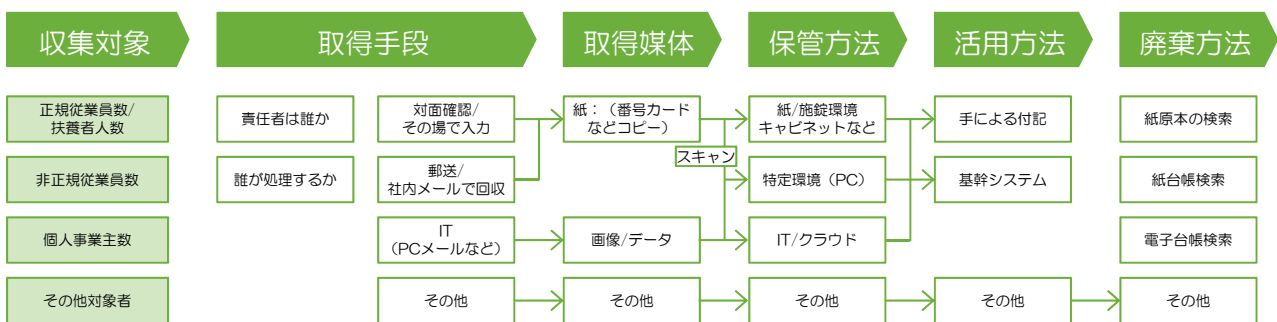 収集対象
取得手段
取得媒体
保管方法
活用方法
廃棄方法
正規従業員数/
扶養者人数
責任者は誰か
対面確認/
その場で入力
紙：（番号カード
などコピー）
紙/施錠環境
キャビネットなど
手による付記
紙原本の検索
スキャン
非正規従業員数
誰が処理するか
郵送/
社内メールで回収
特定環境（PC）
基幹システム
紙台帳検索
個人事業主数
IT
（PCメールなど）
画像/データ
IT/クラウド
電子台帳検索
その他対象者
その他
その他
その他
その他
その他